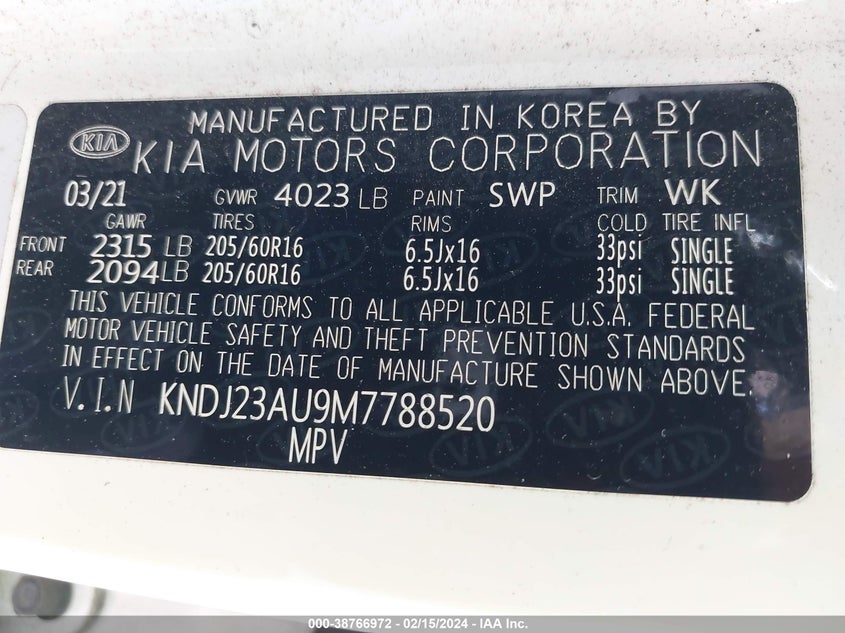 MANUFACTURED IN KOREA BY
KIA KIA MOTORS CORPORATION
03/21 GVWR 4023 LB PAINT SWP TRIM WK
GAWR TIRES RIMS COLD TIRE INFL
FRONT 2315 LB 205/60R16 6.5Jx16 33psi SINGLE
REAR 2094 LB 205/60R16 6.5Jx16 33psi SINGLE
THIS VEHICLE CONFORMS TO ALL APPLICABLE U.S.A. FEDERAL
MOTOR VEHICLE SAFETY AND THEFT PREVENTION STANDARDS
IN EFFECT ON THE DATE OF MANUFACTURE SHOWN ABOVE.
V.I.N KNDJ23AU9M7788520
MPV
000-38766972 - 02/15/2024 - IAA Inc.